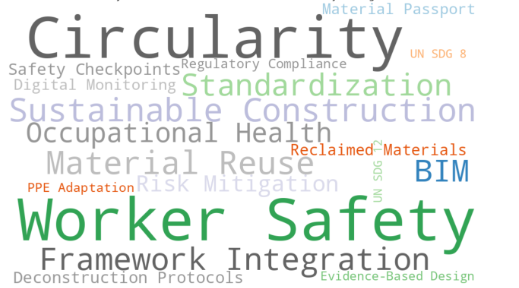 Material Passport
Circularity
UN SDG 8
Safety Checkpoints
Regulatory Compliance
Digital Monitoring
Standardization
Sustainable Construction
Occupational Health
UN SDG 12
Reclaimed Materials
Material Reuse
BIM
PPE Adaptation
Risk Mitigation
Worker Safety
Framework Integration
Deconstruction Protocols
Evidence-Based Design